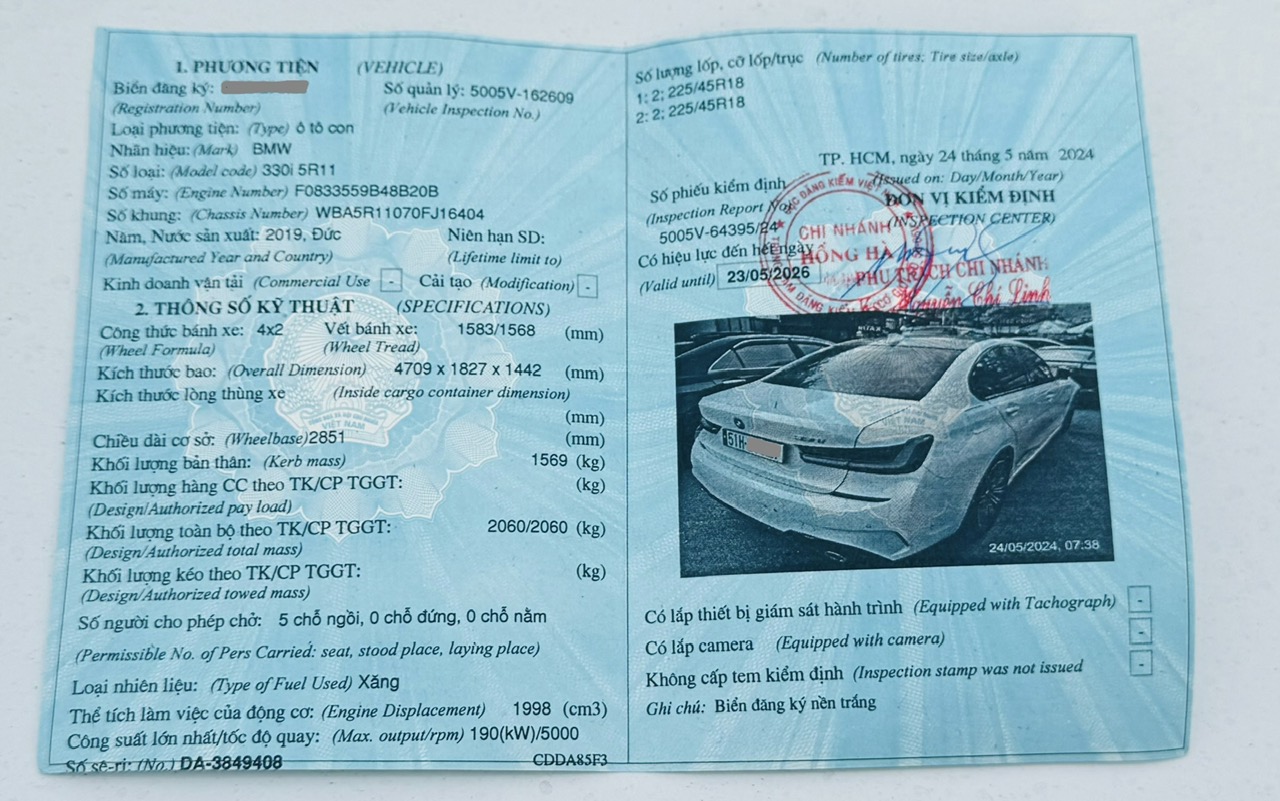 1. PHƯƠNG TIỆN (VEHICLE)
Biển đăng ký:
(Registration Number)
Số quản lý: 5005V-162609
(Vehicle Inspection No.)
Loại phương tiện: (Type) ô tô con
Nhãn hiệu: (Mark) BMW
Số loại: (Model code) 330i 5R11
Số máy: (Engine Number) F0833559B48B20B
Số khung: (Chassis Number) WBA5R11070FJ16404
Năm, Nước sản xuất: 2019, Đức
(Manufactured Year and Country)
Niên hạn SD:
(Lifetime limit to)
Kinh doanh vận tải (Commercial Use - ) Cải tạo (Modification) -
2. THÔNG SỐ KỸ THUẬT (SPECIFICATIONS)
Công thức bánh xe: 4x2
(Wheel Formula)
Vết bánh xe: 1583/1568 (mm)
(Wheel Tread)
Kích thước bao: (Overall Dimension) 4709 x 1827 x 1442 (mm)
Kích thước lòng thùng xe (Inside cargo container dimension)
(mm)
Chiều dài cơ sở: (Wheelbase) 2851 (mm)
Khối lượng bản thân: (Kerb mass) 1569 (kg)
Khối lượng hàng CC theo TK/CP TGGT: (kg)
(Design/Authorized pay load)
Khối lượng toàn bộ theo TK/CP TGGT: 2060/2060 (kg)
(Design/Authorized total mass)
Khối lượng kéo theo TK/CP TGGT: (kg)
(Design/Authorized towed mass)
Số người cho phép chở: 5 chỗ ngồi, 0 chỗ đứng, 0 chỗ nằm
(Permissible No. of Pers Carried: seat, stood place, laying place)
Loại nhiên liệu: (Type of Fuel Used) Xăng
Thể tích làm việc của động cơ: (Engine Displacement) 1998 (cm3)
Công suất lớn nhất/tốc độ quay: (Max. output/rpm) 190(kW)/5000
Số sê-ri: (No.) DA-3849408 CDDA85F3
VIỆT NAM
Số lượng lốp, cỡ lốp/trục (Number of tires; Tire size/axle)
1: 2; 225/45R18
2: 2; 225/45R18
TP. HCM, ngày 24 tháng 5 năm 2024
(Issued on: Day/Month/Year)
Số phiếu kiểm định
(Inspection Report No)
5005V-64395/24
ĐƠN VỊ KIỂM ĐỊNH
(INSPECTION CENTER)
Có hiệu lực đến hết ngày
(Valid until) 23/05/2026
CHI NHÁNH
HỒNG HÀ
PHỤ TRÁCH CHI NHÁNH
Nguyễn Chí Linh
51H-
VIỆT NAM
24/05/2024, 07:38
Có lắp thiết bị giám sát hành trình (Equipped with Tachograph) -
Có lắp camera (Equipped with camera) -
Không cấp tem kiểm định (Inspection stamp was not issued -
Ghi chú: Biển đăng ký nền trắng